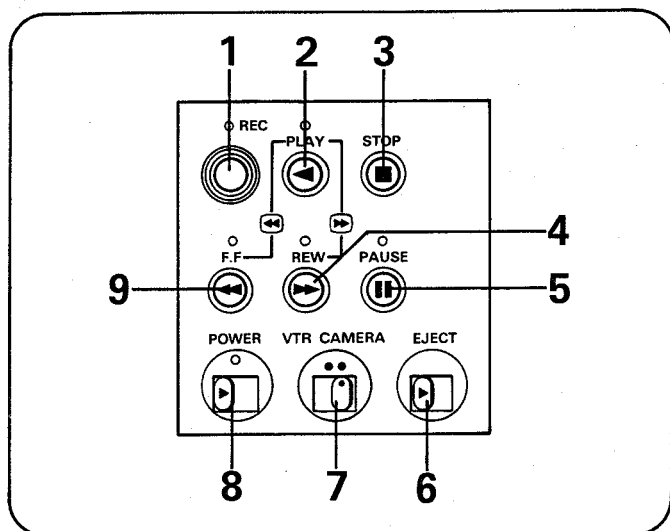 1 2 3
REC
PLAY STOP
4
F.F REW PAUSE
9 5
POWER VTR CAMERA EJECT
8 7 6